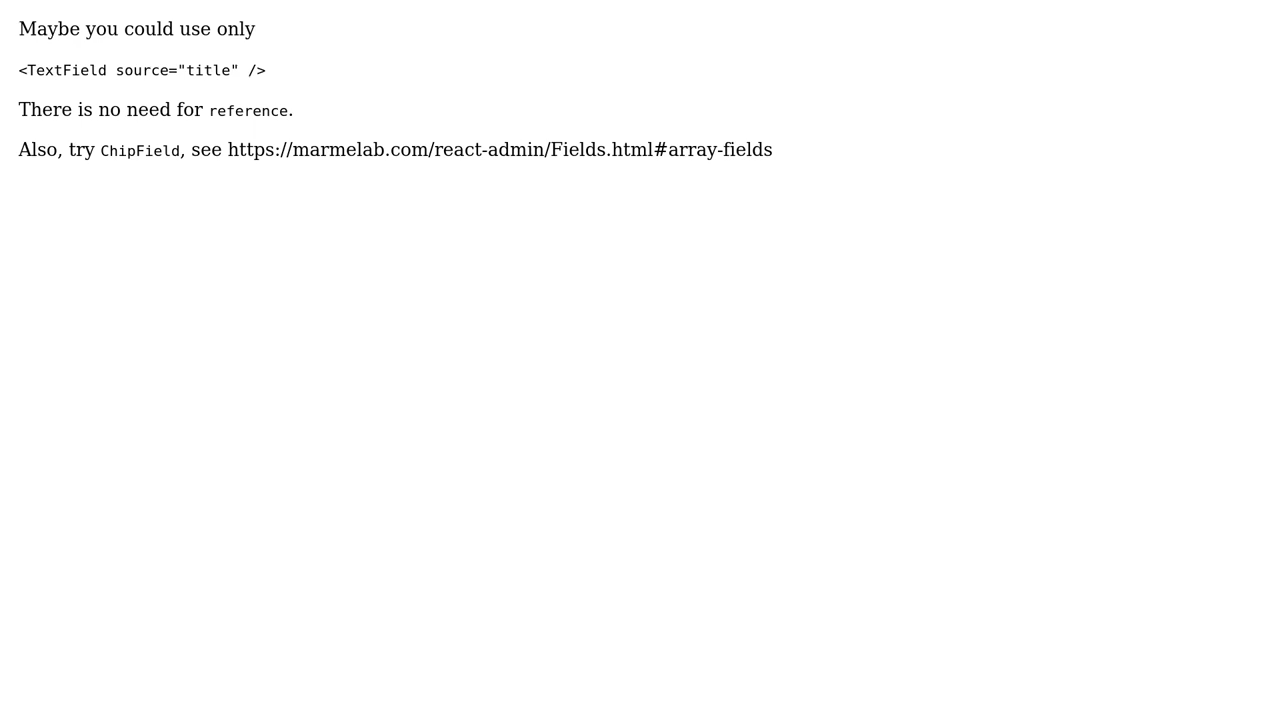 Maybe you could use only
<TextField source="title" />
There is no need for reference.
Also, try ChipField, see https://marmelab.com/react-admin/Fields.html#array-fields